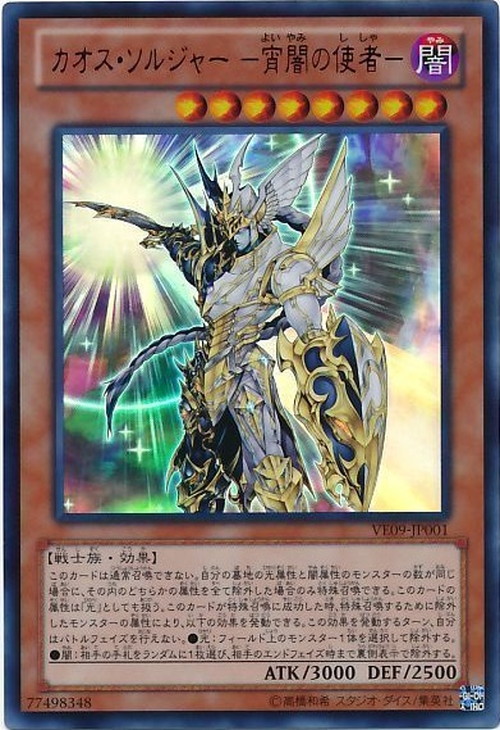 カオス・ソルジャー －宵闇の使者－ 闇
VE09-JP001
【戦士族・効果】
このカードは通常召喚できない。自分の墓地の光属性と闇属性のモンスターの数が同じ
場合に、その内のどちらかの属性を全て除外した場合のみ特殊召喚できる。このカード
の属性は「光」としても扱う。このカードが特殊召喚に成功した時、特殊召喚するために除外
したモンスターの属性により、以下の効果を発動できる。この効果を発動するターン、自分
はバトルフェイズを行えない。●光：フィールド上のモンスター1体を選択して除外する。
●闇：相手の手札をランダムに1枚選び、相手のエンドフェイズ時まで裏側表示で除外する。
ATK/3000 DEF/2500
77498348
©高橋和希 スタジオ・ダイス/集英社